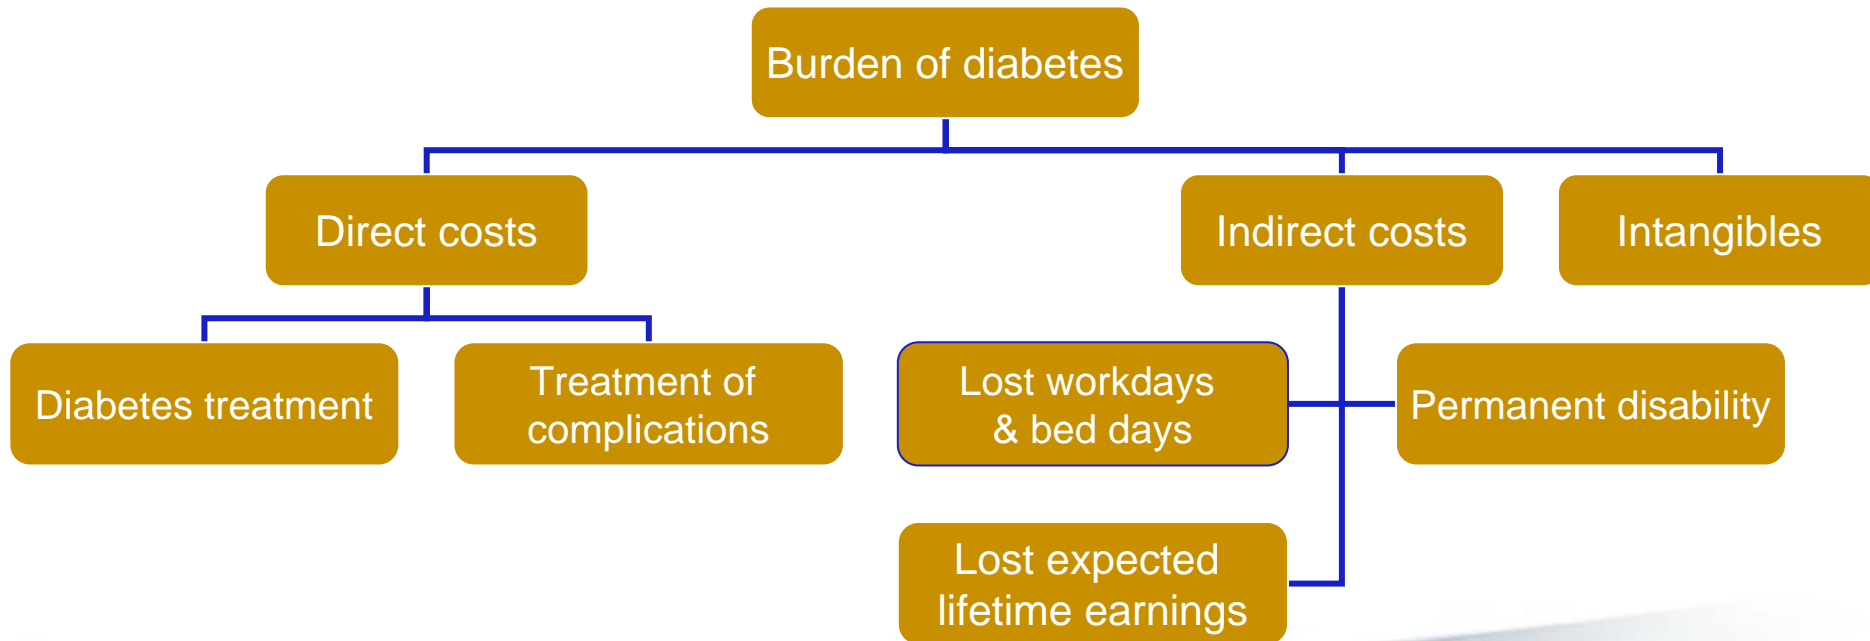 Burden of diabetes
Direct costs
Indirect costs
Intangibles
Diabetes treatment
Treatment of
complications
Lost workdays
& bed days
Permanent disability
Lost expected
lifetime earnings